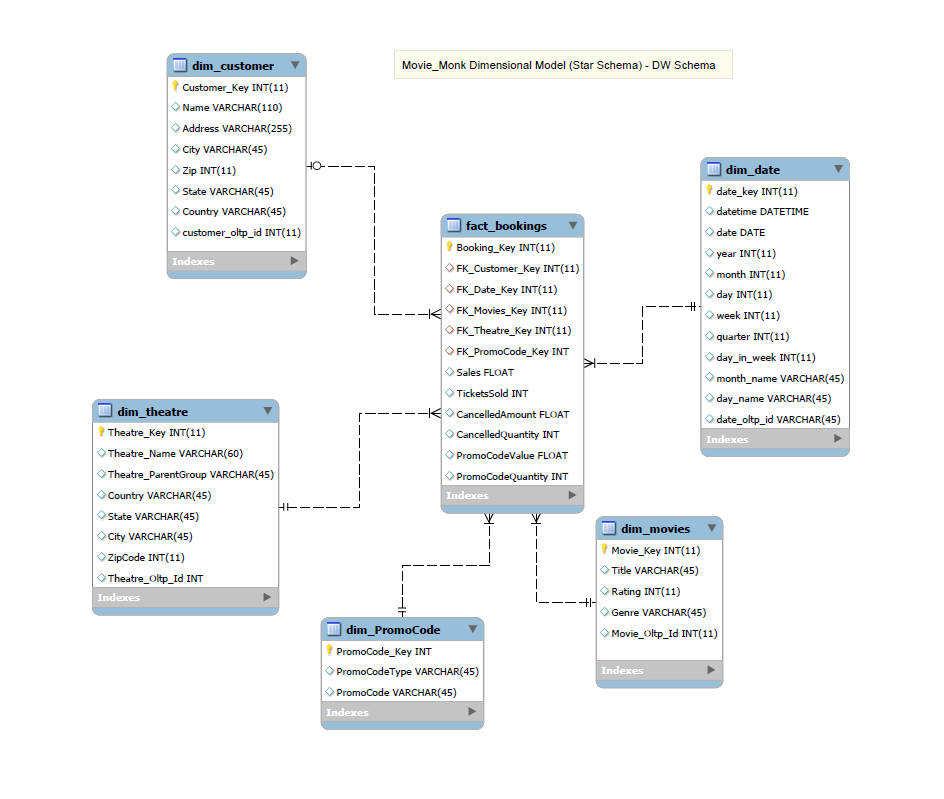 Movie_Monk Dimensional Model (Star Schema) - DW Schema
dim_customer
Customer_Key INT(11)
Name VARCHAR(110)
Address VARCHAR(255)
City VARCHAR(45)
Zip INT(11)
State VARCHAR(45)
Country VARCHAR(45)
customer_oltp_id INT(11)
Indexes
dim_date
date_key INT(11)
datetime DATETIME
date DATE
year INT(11)
month INT(11)
day INT(11)
week INT(11)
quarter INT(11)
day_in_week INT(11)
month_name VARCHAR(45)
day_name VARCHAR(45)
date_oltp_id VARCHAR(45)
Indexes
fact_bookings
Booking_Key INT(11)
FK_Customer_Key INT(11)
FK_Date_Key INT(11)
FK_Movies_Key INT(11)
FK_Theatre_Key INT(11)
FK_PromoCode_Key INT
Sales FLOAT
TicketsSold INT
CancelledAmount FLOAT
CancelledQuantity INT
PromoCodeValue FLOAT
PromoCodeQuantity INT
Indexes
dim_theatre
Theatre_Key INT(11)
Theatre_Name VARCHAR(60)
Theatre_ParentGroup VARCHAR(45)
Country VARCHAR(45)
State VARCHAR(45)
City VARCHAR(45)
ZipCode INT(11)
Theatre_Oltp_Id INT
Indexes
dim_movies
Movie_Key INT(11)
Title VARCHAR(45)
Rating INT(11)
Genre VARCHAR(45)
Movie_Oltp_Id INT(11)
Indexes
dim_PromoCode
PromoCode_Key INT
PromoCodeType VARCHAR(45)
PromoCode VARCHAR(45)
Indexes